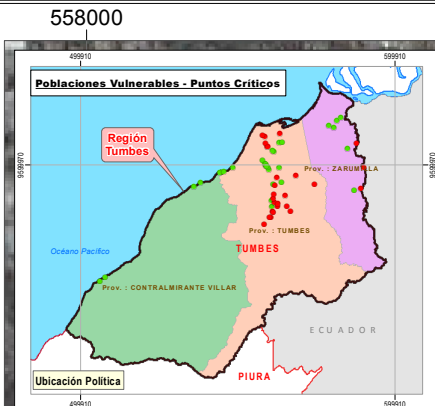 558000
499910
599910
Poblaciones Vulnerables - Puntos Críticos
Región
Tumbes
9599970
9599970
Prov. : ZARUMILLA
Prov. : TUMBES
TUMBES
Océano Pacífico
Prov. : CONTRALMIRANTE VILLAR
ECUADOR
PIURA
Ubicación Política
499910
599910